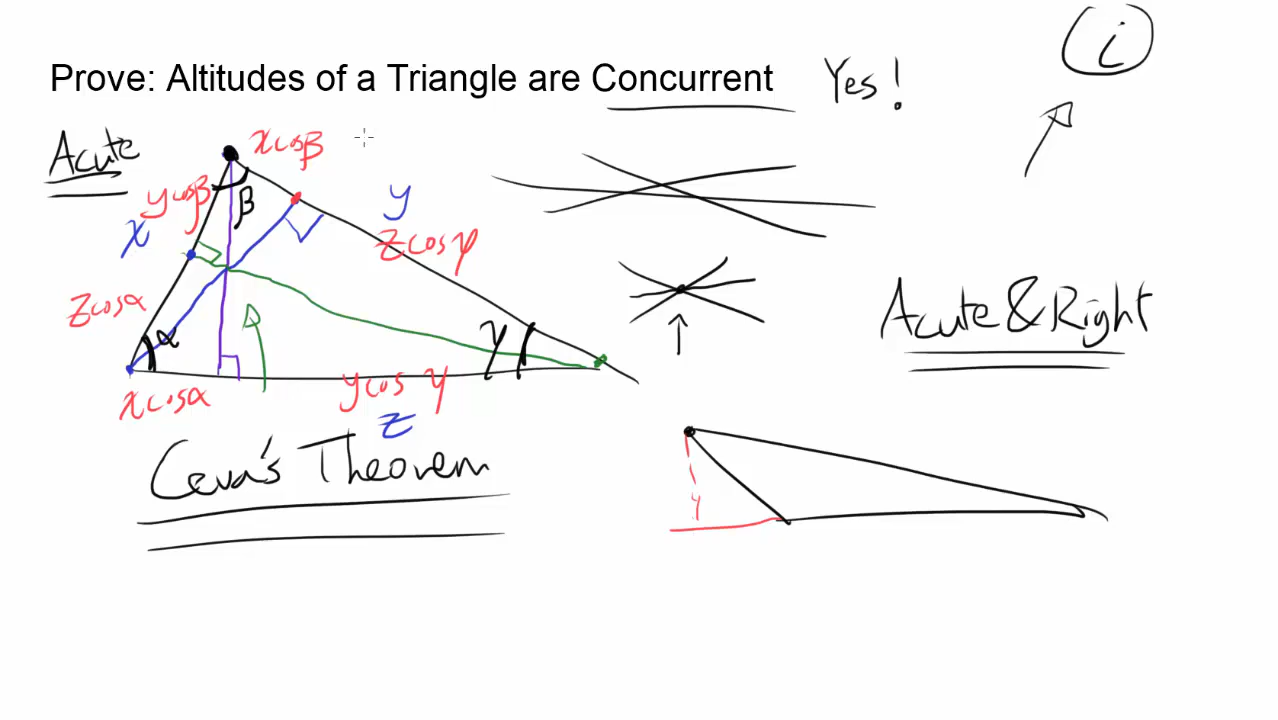 i
Prove: Altitudes of a Triangle are Concurrent
Yes!
Acute
x cos β
y cos β
β
y
x
z cos γ
z cos α
α
γ
Acute & Right
x cos α
y cos γ
z
Ceva's Theorem